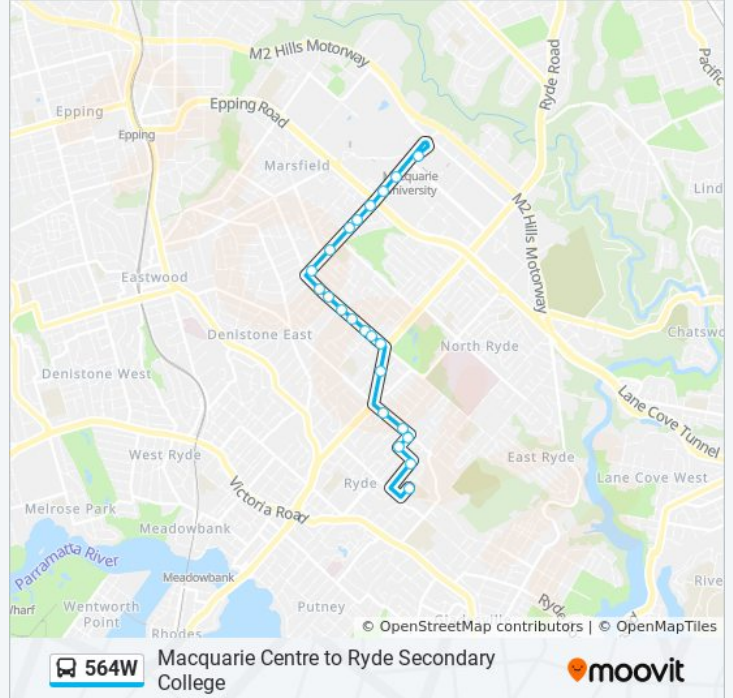 M2 Hills Motorway
Ryde Road
Pacific
Epping
Epping Road
Epping
Marsfield
Macquarie
University
Lind
M2 Hills Motorway
Eastwood
Denistone East
North Ryde
Chatswo
Denistone West
Lane Cove Tunnel
West Ryde
East Ryde
Ryde
Lane Cove West
Victoria Road
Melrose Park
Meadowbank
Parramatta River
Meadowbank
Rive
Wharf
Wentworth
Point
Putney
Ryde
Rhodes
© OpenStreetMap contributors | © OpenMapTiles
564W
Macquarie Centre to Ryde Secondary
College
moovit